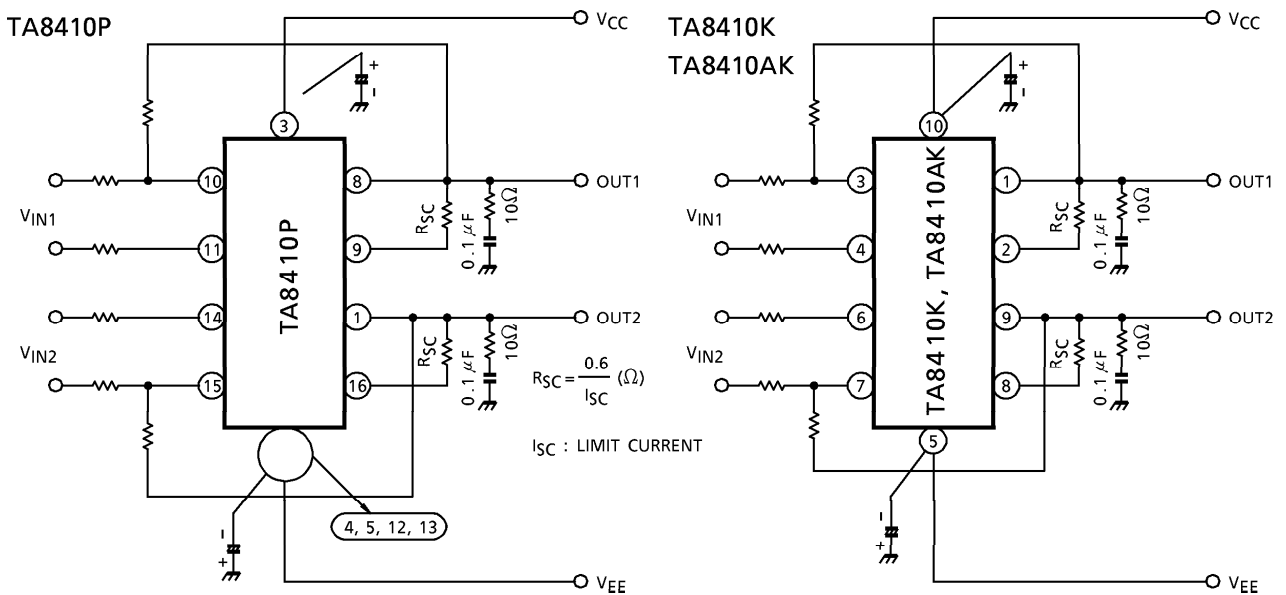 TA8410P
VCC
+
-
3
10
8
OUT1
VIN1
RSC
10Ω
0.1 μF
11
9
TA8410P
14
1
OUT2
VIN2
RSC
10Ω
0.1 μF
15
16
RSC = 0.6 / ISC (Ω)
ISC : LIMIT CURRENT
4, 5, 12, 13
-
+
VEE
TA8410K
TA8410AK
VCC
+
-
10
3
1
OUT1
VIN1
RSC
10Ω
0.1 μF
4
2
TA8410K, TA8410AK
6
9
OUT2
VIN2
RSC
10Ω
0.1 μF
7
8
5
-
+
VEE